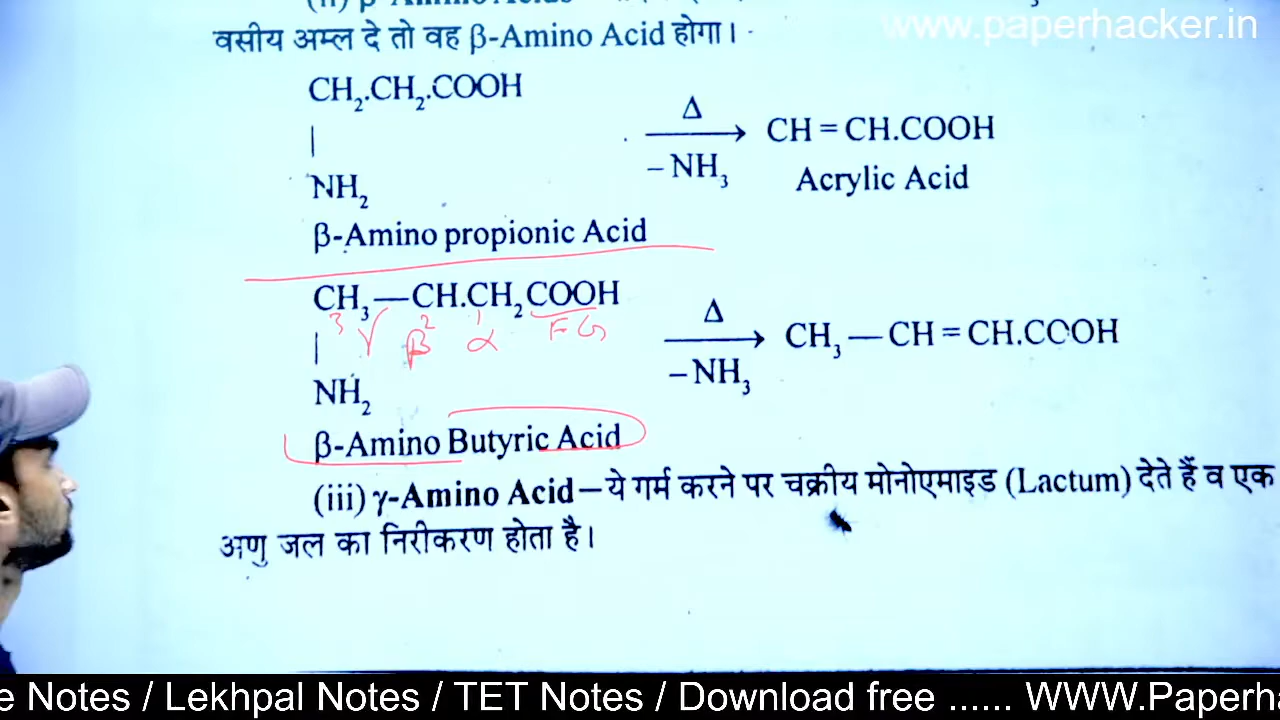 www.paperhacker.in
वसीय अम्ल दे तो वह β-Amino Acid होगा।
CH₂.CH₂.COOH
|
NH₂
Δ
– NH₃
CH = CH.COOH
Acrylic Acid
β-Amino propionic Acid
CH₃—CH.CH₂COOH
3 γ β 2 α 1 FG
|
NH₂
Δ
– NH₃
CH₃ — CH = CH.COOH
β-Amino Butyric Acid
(iii) γ-Amino Acid – ये गर्म करने पर चक्रीय मोनोएमाइड (Lactum) देते हैं व एक
अणु जल का निरीकरण होता है।
e Notes / Lekhpal Notes / TET Notes / Download free ...... WWW.Paperha